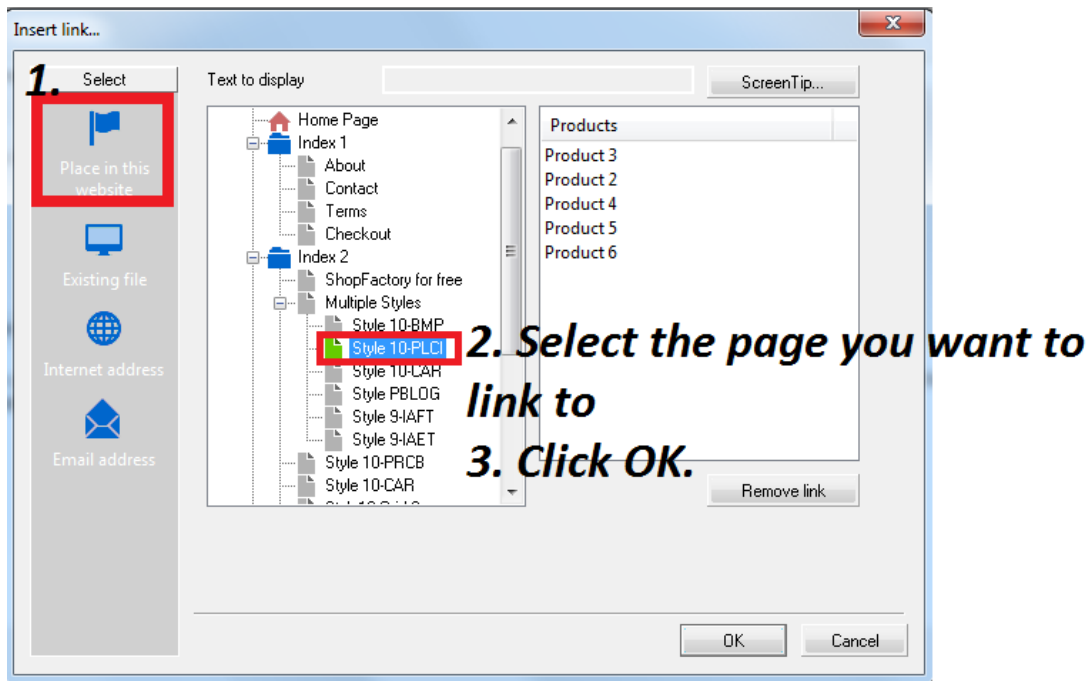 Insert link...
1.
Select
Text to display
ScreenTip...
Place in this
website
Existing file
Internet address
Email address
Home Page
Index 1
About
Contact
Terms
Checkout
Index 2
ShopFactory for free
Multiple Styles
Style 10-BMP
Style 10-PLCI
Style 10-CAR
Style PBLOG
Style 9-IAFT
Style 9-IAET
Style 10-PRCB
Style 10-CAR
Products
Product 3
Product 2
Product 4
Product 5
Product 6
2. Select the page you want to
link to
3. Click OK.
Remove link
OK
Cancel